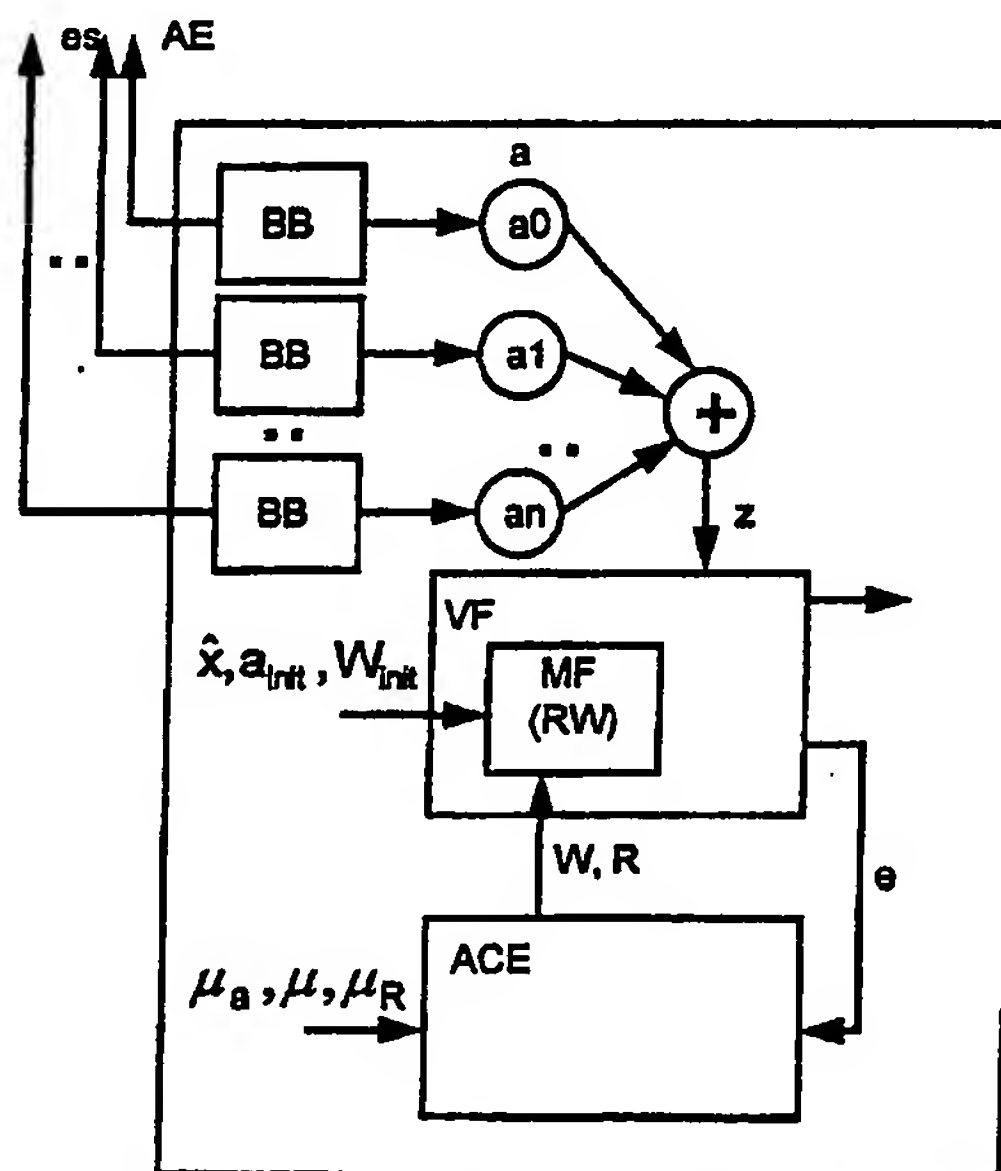 es AE
a
BB a0
..
BB a1
+
.. ..
BB an
z
VF
x̂, a_init, W_init
MF
(RW)
W, R
e
ACE
μ_a, μ, μ_R